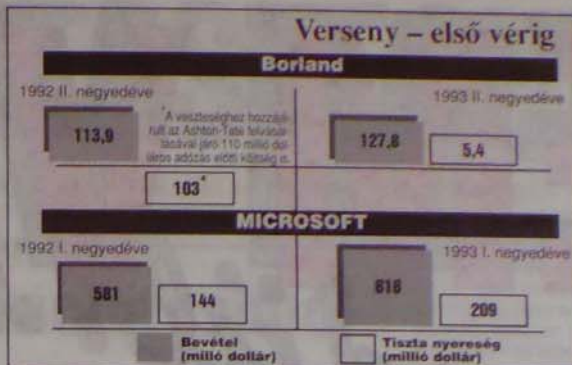 Verseny – első vérig
Borland
1992 II. negyedéve
113,9
*A veszteséghez hozzájá-
rult az Ashton-Tate felvásár-
lásával járó 110 millió dol-
láros adózás előtti költség is.
103*
1993 II. negyedéve
127,8
5,4
MICROSOFT
1992 I. negyedéve
581
144
1993 I. negyedéve
818
209
Bevétel
(millió dollár)
Tiszta nyereség
(millió dollár)